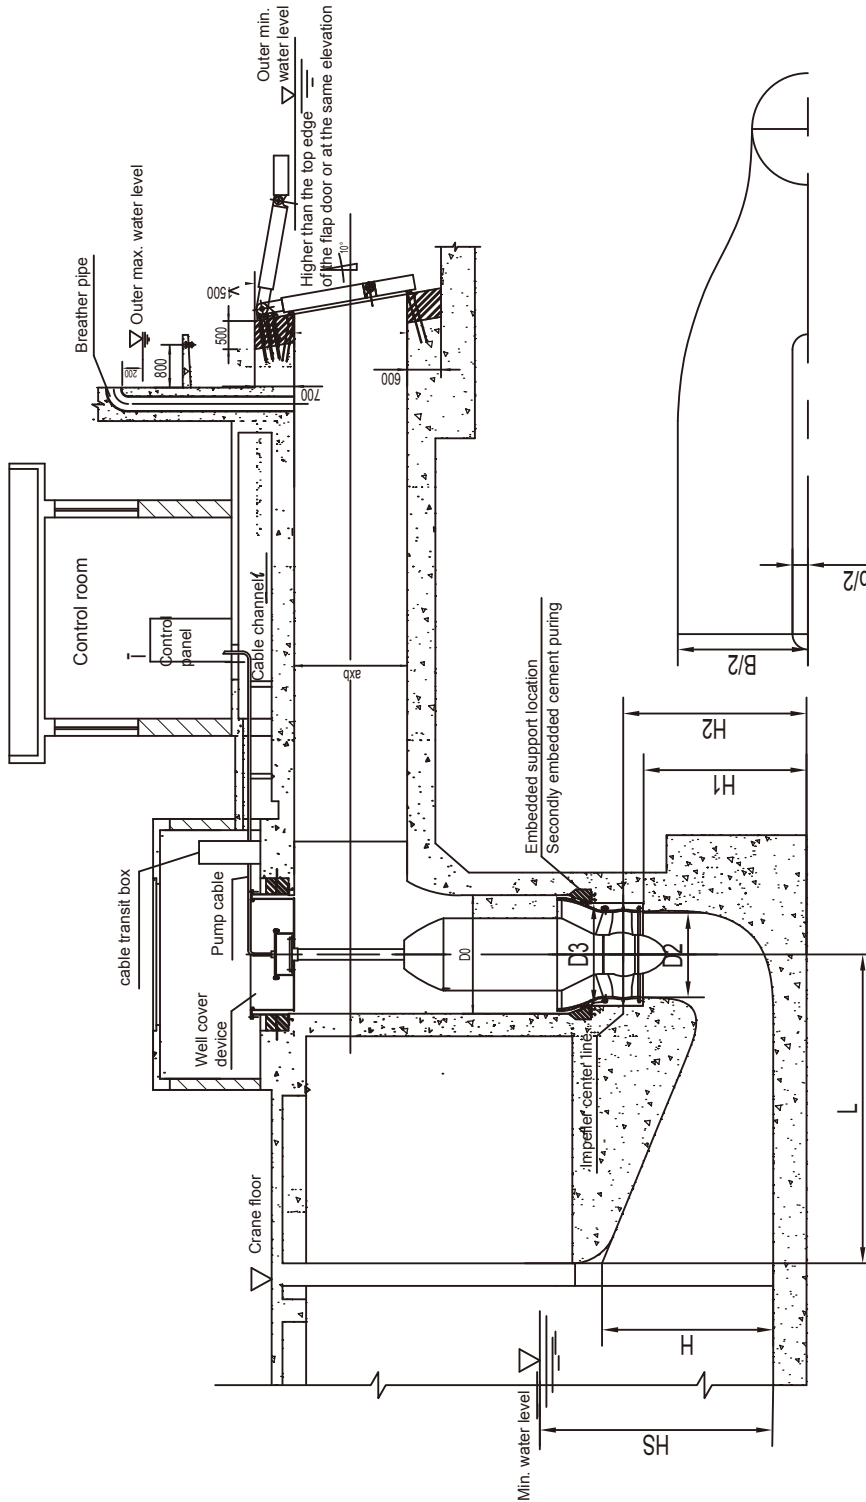 Outer min.
water level
Higher than the top edge
of the flap door or at the same elevation
Breather pipe
Outer max. water level
10°
500
500
200
800
700
600
Control room
Control
panel
Cable channel
axb
cable transit box
Pump cable
Well cover
device
Embedded support location
Secondly embedded cement puring
D0
D3
D2
Impeller center line
H1
H2
B/2
b/2
Crane floor
L
H
HS
Min. water level